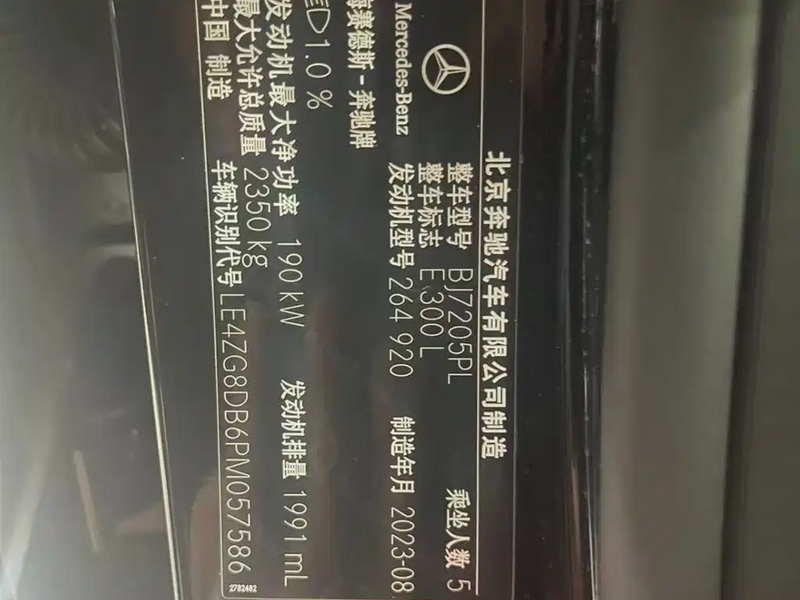 北京奔驰汽车有限公司制造
Mercedes-Benz
整车型号 BJ7205PL 乘坐人数 5
整车标志 E 300 L
发动机型号 264 920 制造年月 2023-08
梅赛德斯-奔驰牌
1.0 %
发动机最大净功率 190 kW 发动机排量 1991 mL
最大允许总质量 2350 kg
中国 制造 车辆识别代号 LE4ZG8DB6PM057586
2782482